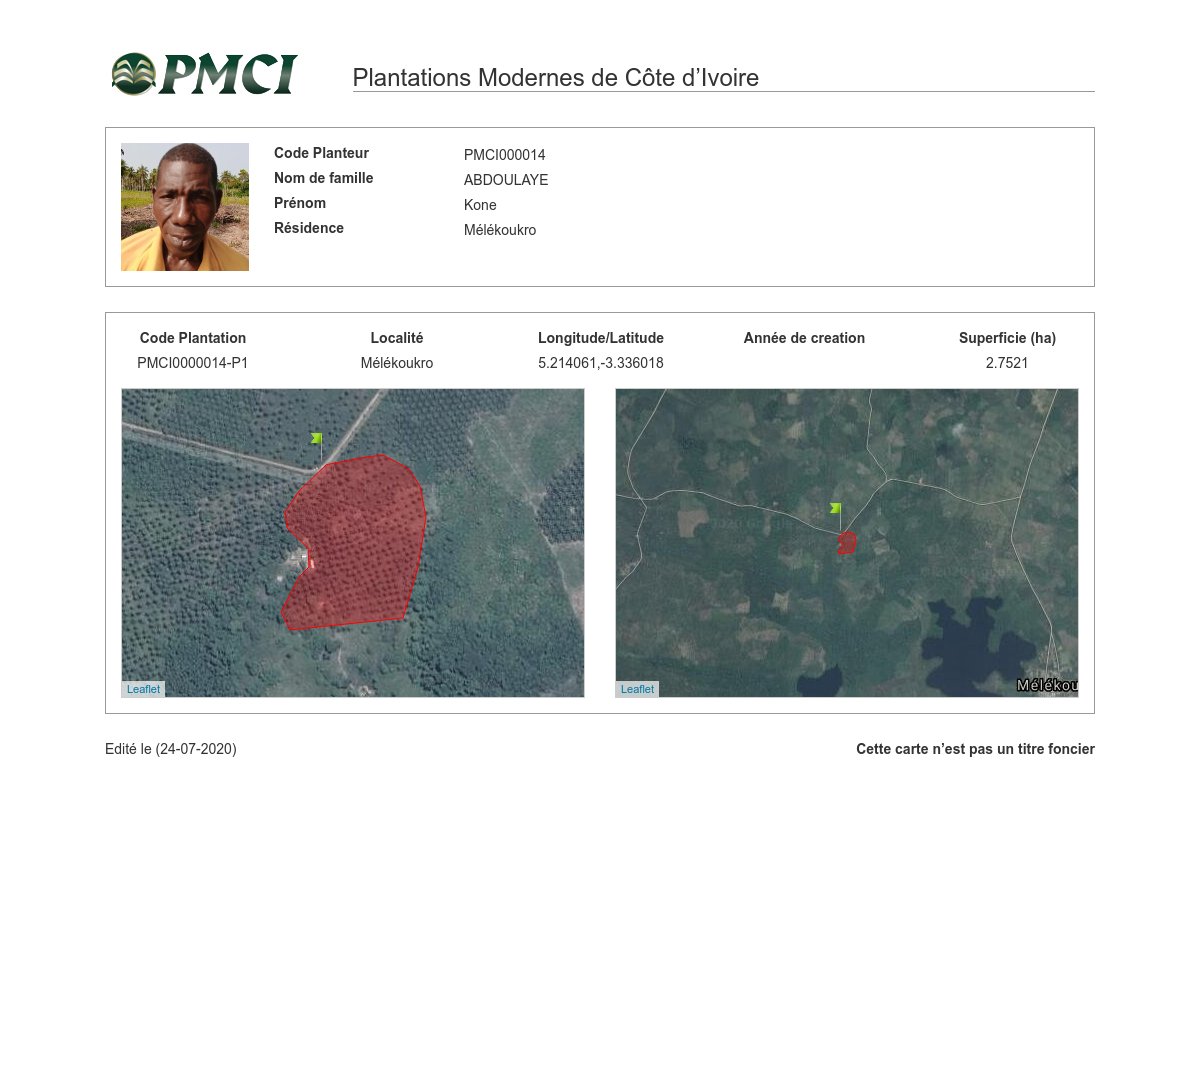 PMCI
Plantations Modernes de Côte d’Ivoire
Code Planteur PMCI000014
Nom de famille ABDOULAYE
Prénom Kone
Résidence Mélékoukro
Code Plantation Localité Longitude/Latitude Année de creation Superficie (ha)
PMCI0000014-P1 Mélékoukro 5.214061,-3.336018 2.7521
Leaflet Leaflet
Mélékou
Edité le (24-07-2020) Cette carte n’est pas un titre foncier